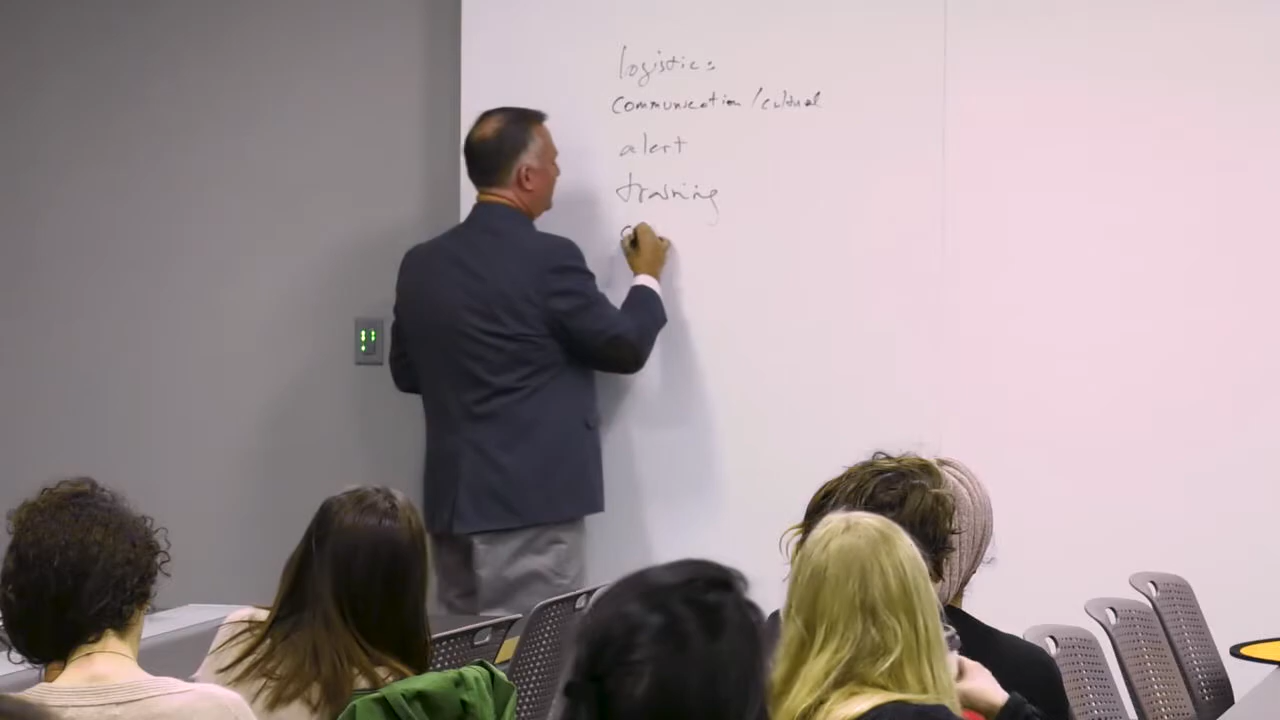 logistics
communication/cultural
alert
training